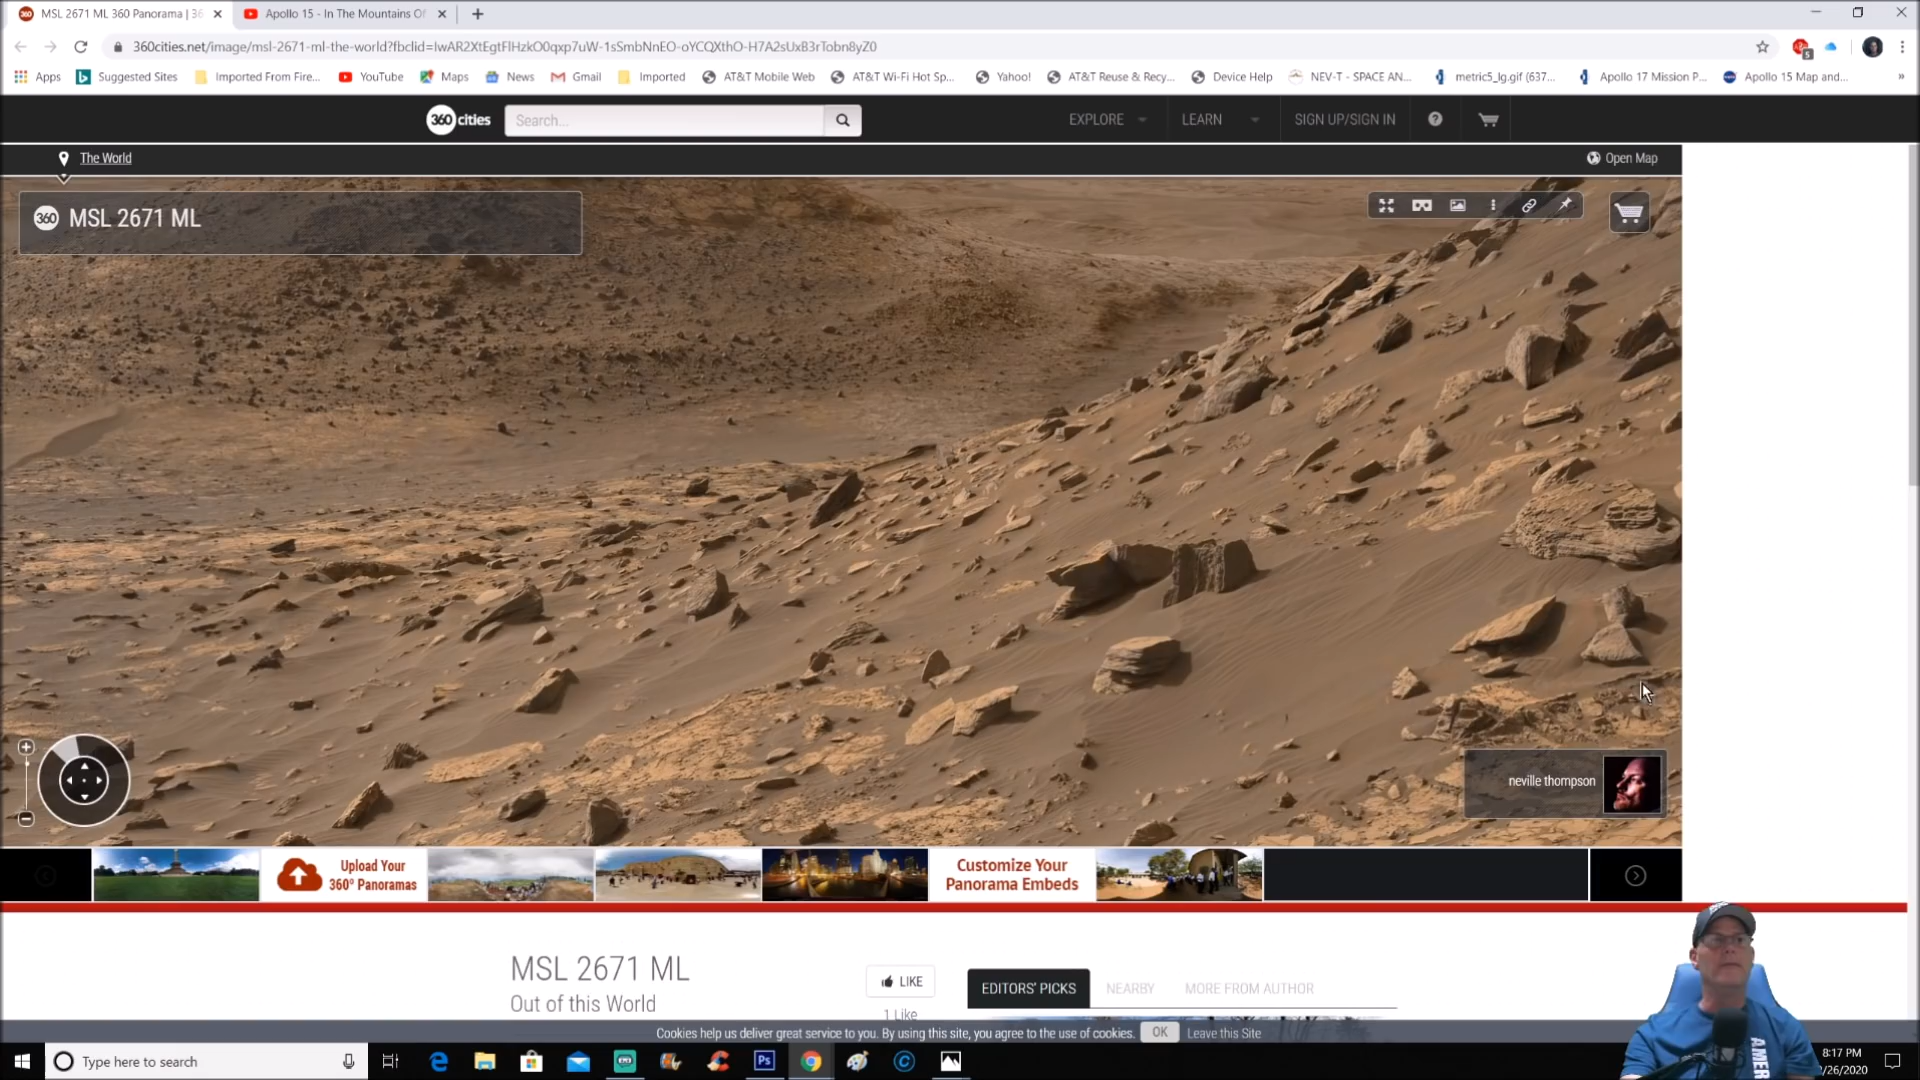 MSL 2671 ML 360 Panorama | 36
Apollo 15 - In The Mountains Of
360cities.net/image/msl-2671-ml-the-world?fbclid=IwAR2XtEgtFlHzkO0qxp7uW-1sSmbNnEO-oYCQXthO-H7A2sUxB3rTobn8yZ0
Apps
Suggested Sites
Imported From Fire...
YouTube
Maps
News
Gmail
Imported
AT&T Mobile Web
AT&T Wi-Fi Hot Sp...
Yahoo!
AT&T Reuse & Recy...
Device Help
NEV-T - SPACE AN...
metric5_lg.gif (637...
Apollo 17 Mission P...
Apollo 15 Map and...
360 cities
Search...
EXPLORE
LEARN
SIGN UP/SIGN IN
The World
Open Map
360 MSL 2671 ML
neville thompson
Upload Your
360° Panoramas
Customize Your
Panorama Embeds
MSL 2671 ML
Out of this World
LIKE
1 Like
EDITORS' PICKS
NEARBY
MORE FROM AUTHOR
Cookies help us deliver great service to you. By using this site, you agree to the use of cookies.
OK
Leave this Site
Type here to search
Ps
AMER
8:17 PM
/26/2020